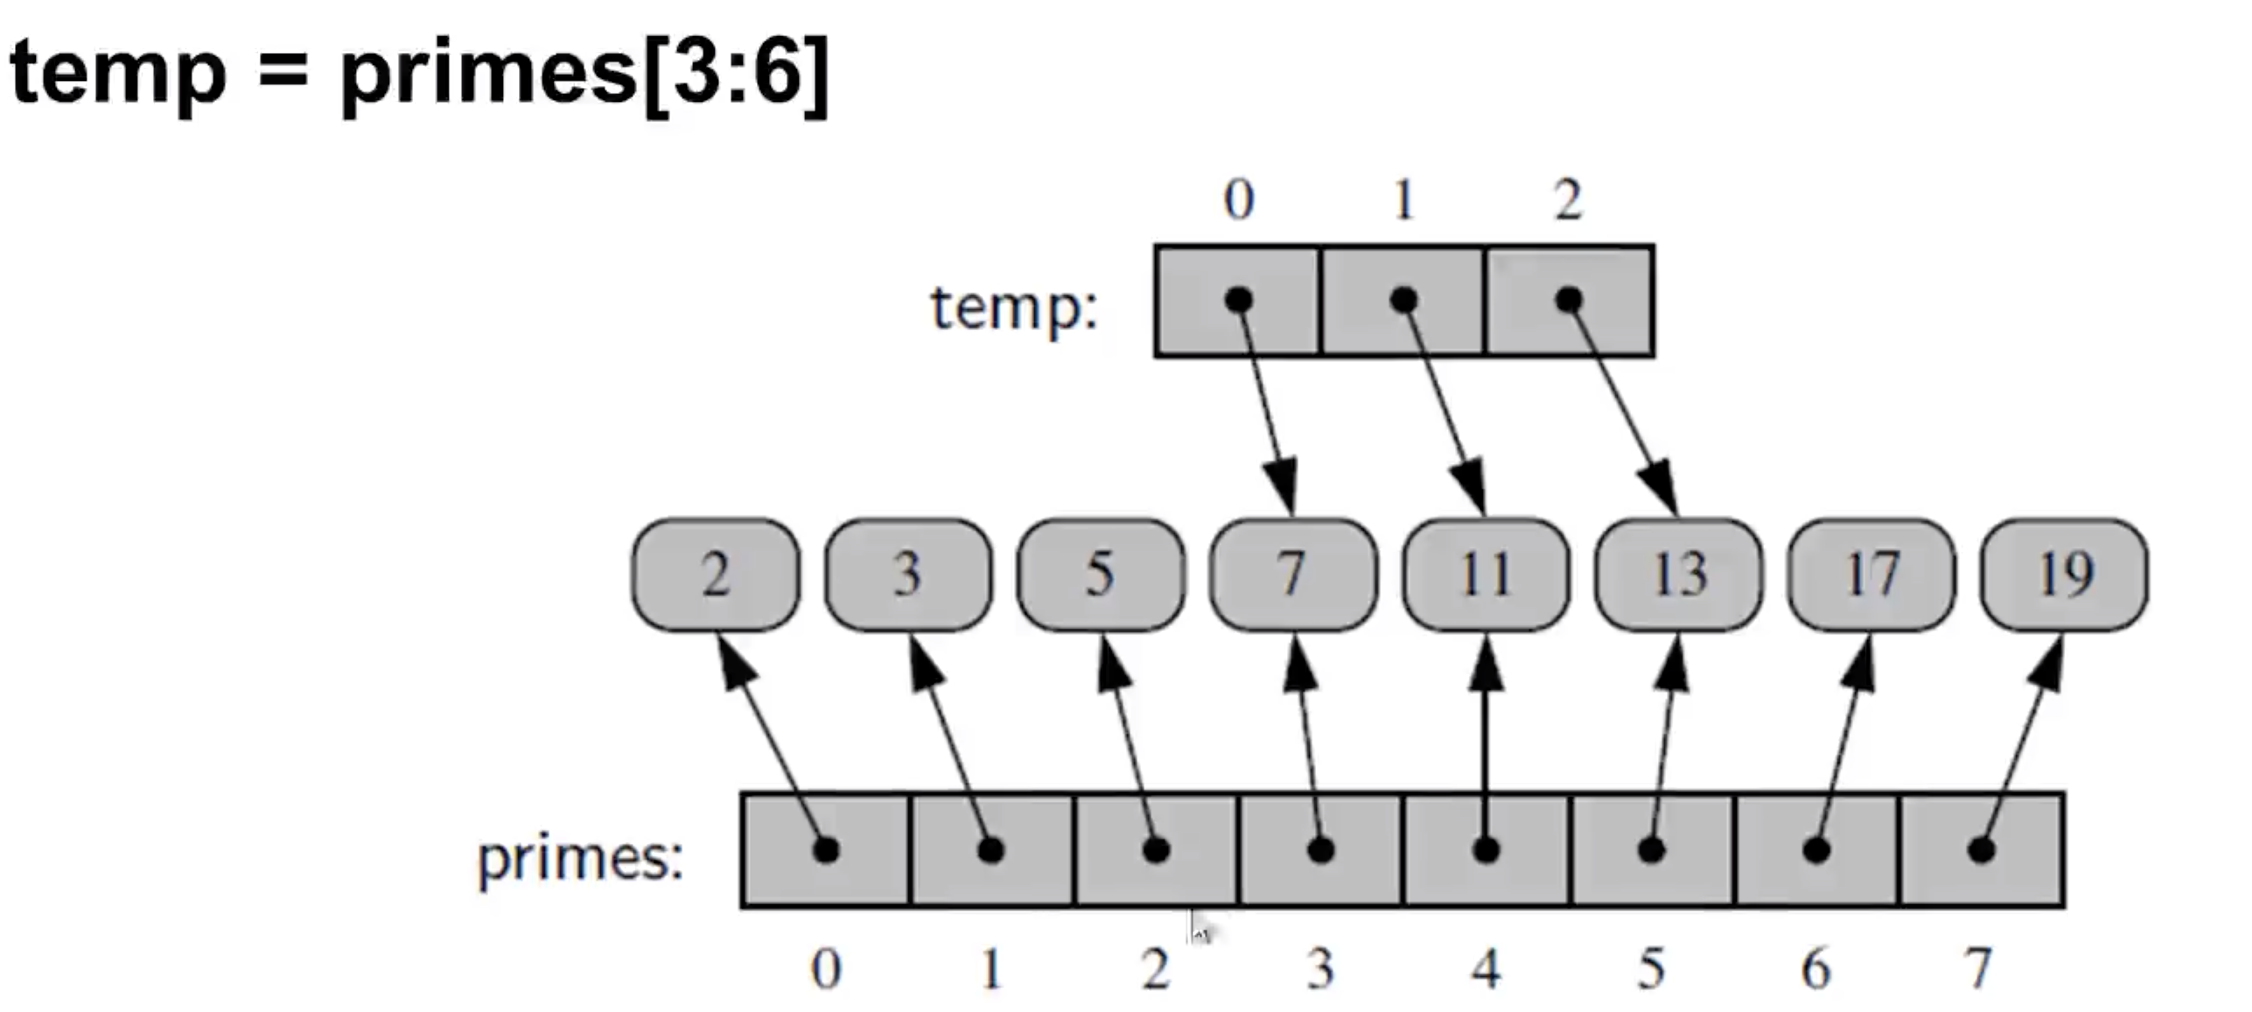 temp = primes[3:6]
0 1 2
temp:
2 3 5 7 11 13 17 19
primes:
0 1 2 3 4 5 6 7